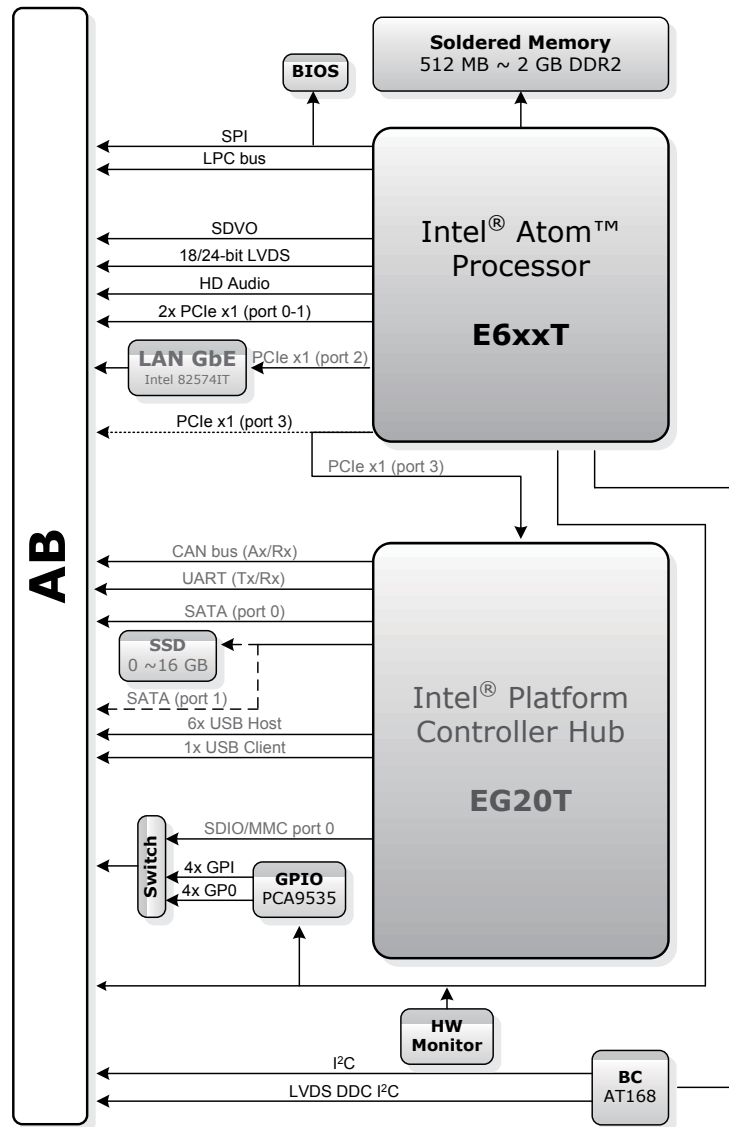 Soldered Memory
512 MB ~ 2 GB DDR2
BIOS
SPI
LPC bus
SDVO
18/24-bit LVDS
HD Audio
2x PCIe x1 (port 0-1)
Intel® Atom™
Processor
E6xxT
LAN GbE
Intel 82574IT
PCIe x1 (port 2)
PCIe x1 (port 3)
PCIe x1 (port 3)
AB
CAN bus (Ax/Rx)
UART (Tx/Rx)
SATA (port 0)
SSD
0 ~16 GB
SATA (port 1)
6x USB Host
1x USB Client
Intel® Platform
Controller Hub
EG20T
SDIO/MMC port 0
Switch
4x GPI
4x GP0
GPIO
PCA9535
HW
Monitor
I²C
LVDS DDC I²C
BC
AT168